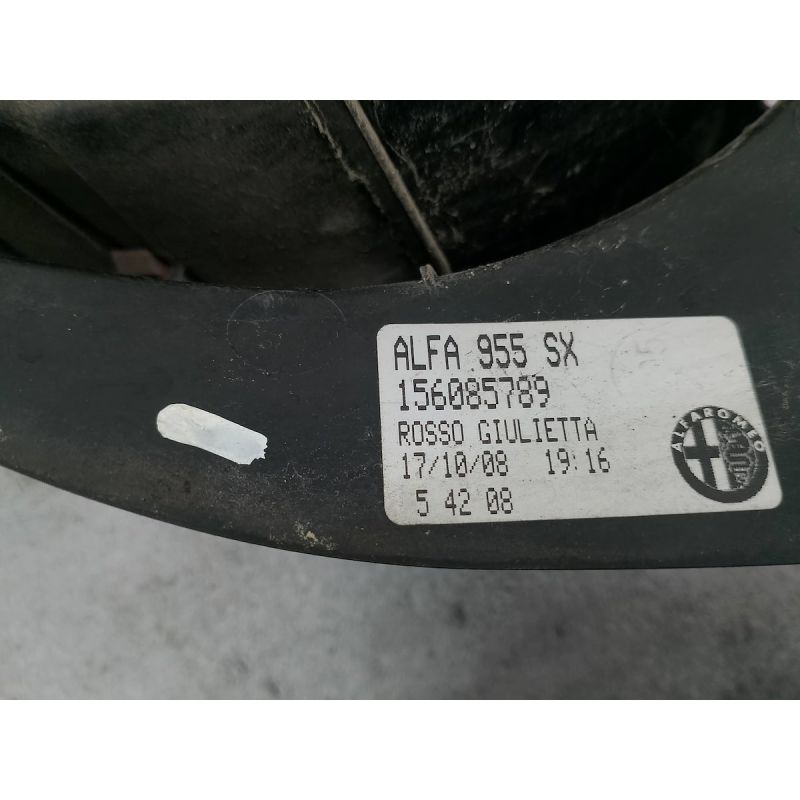 ALFA 955 SX
156085789
ROSSO GIULIETTA
17/10/08 19:16
5 42 08
ALFA ROMEO